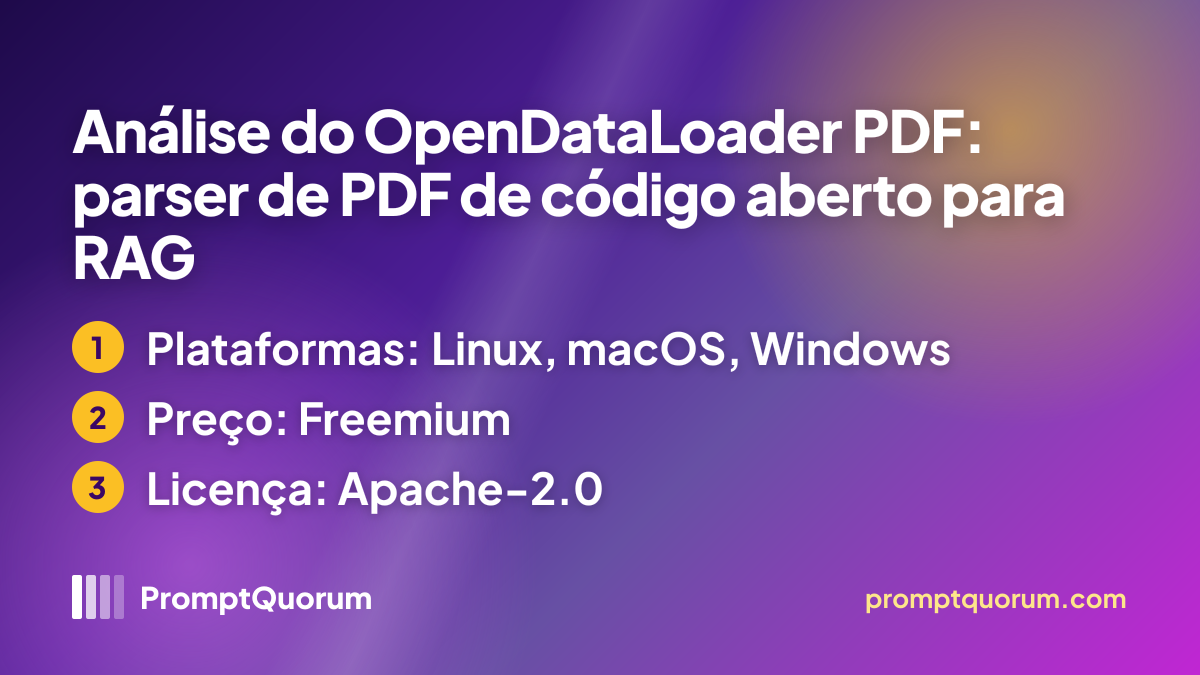 Análise do OpenDataLoader PDF:
parser de PDF de código aberto para
RAG
1 Plataformas: Linux, macOS, Windows
2 Preço: Freemium
3 Licença: Apache-2.0
PromptQuorum
promptquorum.com